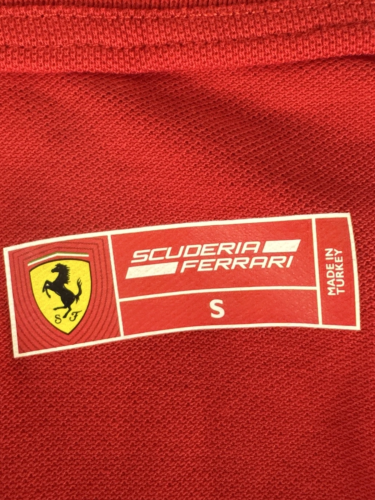 SCUDERIA
FERRARI
S
MADE IN
TURKEY
S F